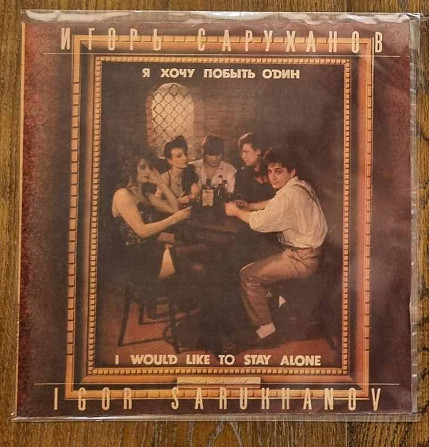 ИГОРЬ САРУХАНОВ
Я ХОЧУ ПОБЫТЬ ОДИН
I WOULD LIKE TO STAY ALONE
IGOR SARUKHANOV